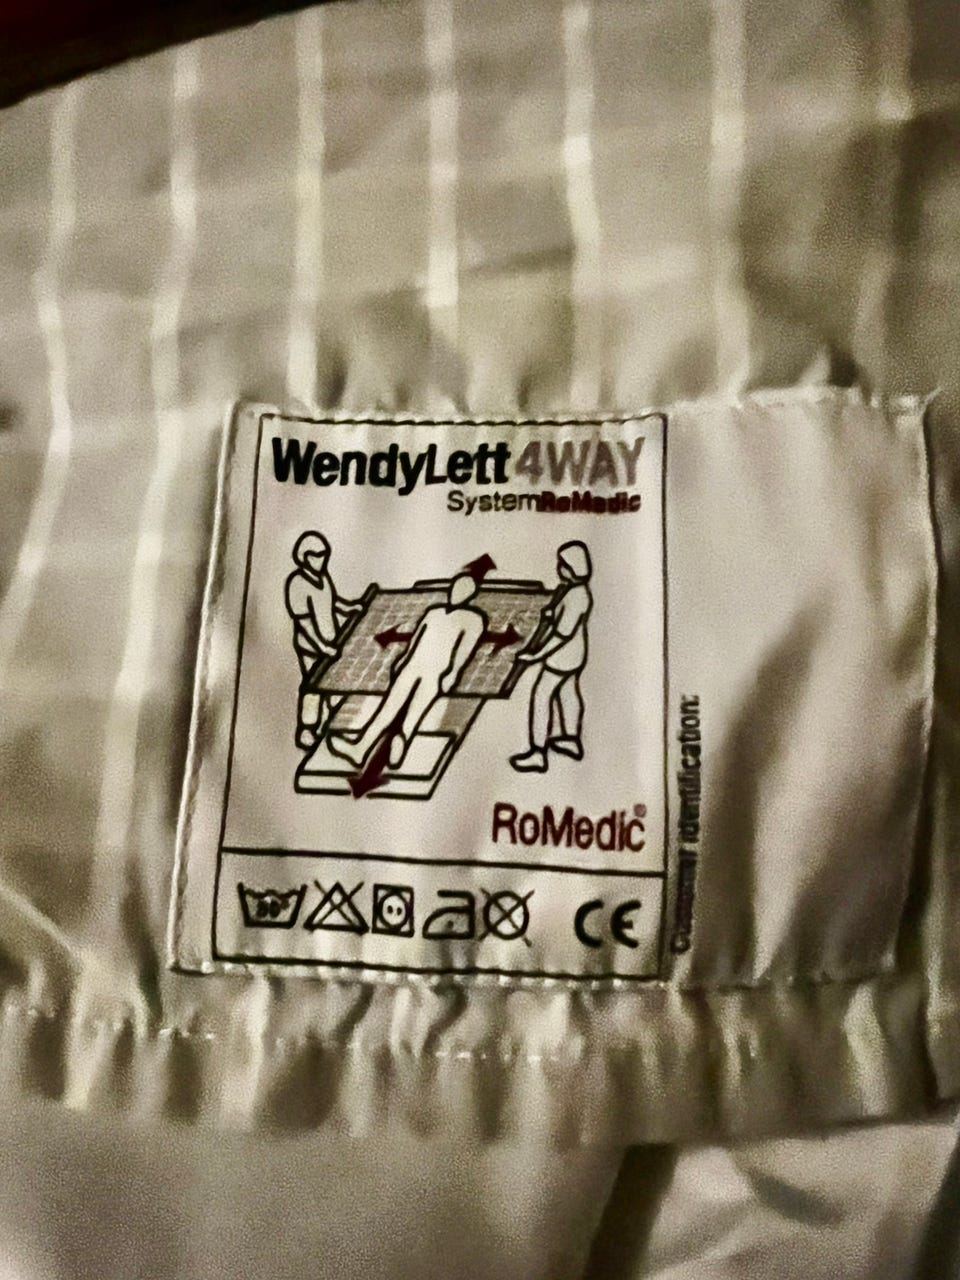 WendyLett4WAY
SystemRoMedic
RoMedic®
CE
Customer identification: